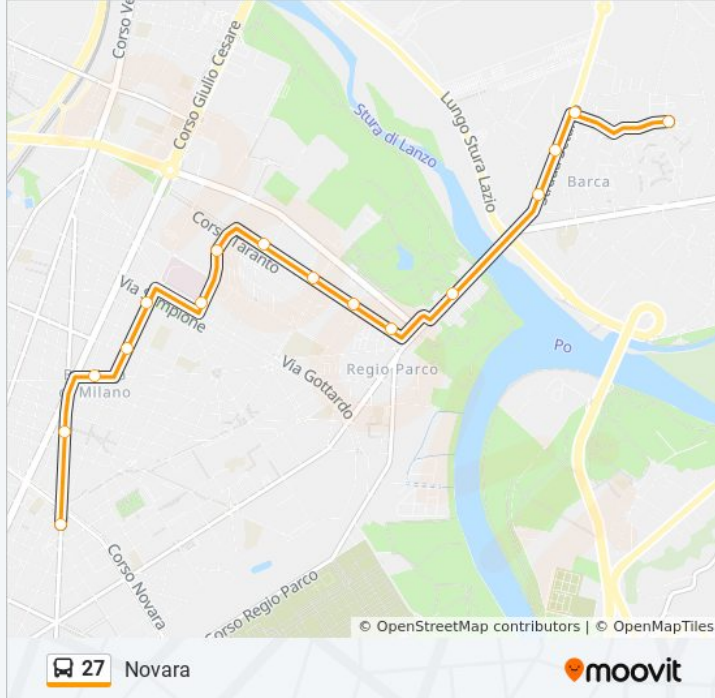 Corso Ve
Corso Giulio Cesare
Stura di Lanzo
Lungo Stura Lazio
Barca
Corso Taranto
Via Sempione
Po
Regio Parco
Via Gottardo
Milano
Corso Novara
Corso Regio Parco
© OpenStreetMap contributors | © OpenMapTiles
27 Novara
moovit